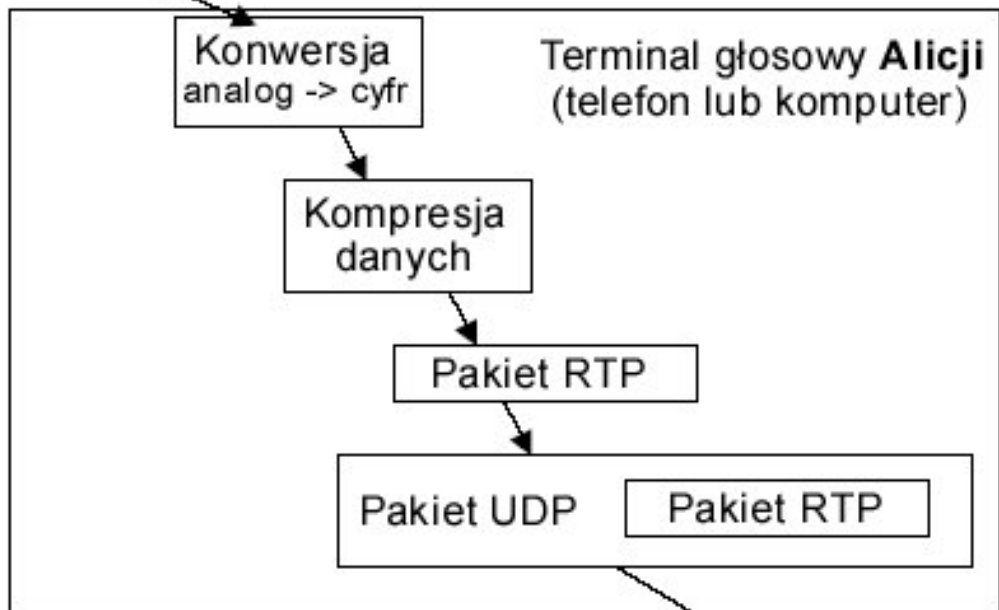 Konwersja
analog -> cyfr
Terminal głosowy Alicji
(telefon lub komputer)
Kompresja
danych
Pakiet RTP
Pakiet UDP
Pakiet RTP